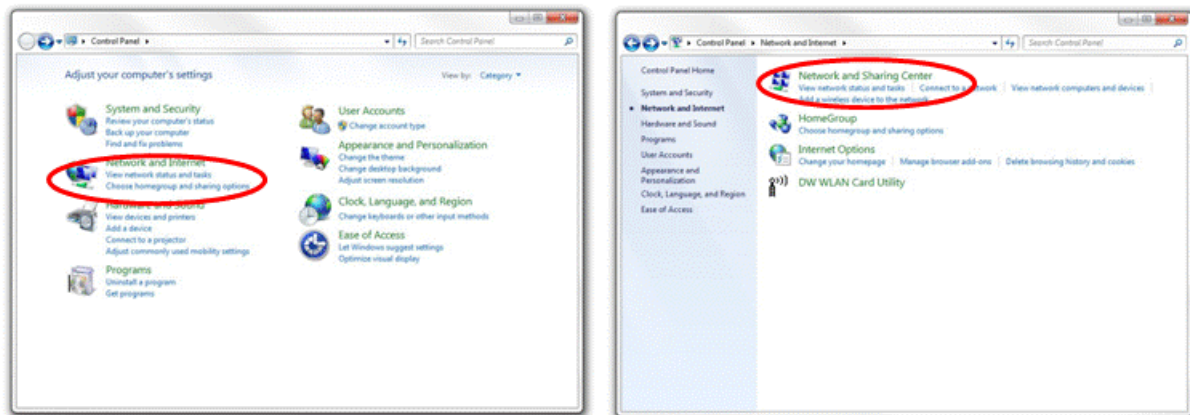 Control Panel
Search Control Panel
Adjust your computer's settings
View by: Category
System and Security
Review your computer's status
Back up your computer
Find and fix problems
Network and Internet
View network status and tasks
Choose homegroup and sharing options
Hardware and Sound
View devices and printers
Add a device
Connect to a projector
Adjust commonly used mobility settings
Programs
Uninstall a program
Get programs
User Accounts
Change account type
Appearance and Personalization
Change the theme
Change desktop background
Adjust screen resolution
Clock, Language, and Region
Change keyboards or other input methods
Ease of Access
Let Windows suggest settings
Optimize visual display
Control Panel Network and Internet
Search Control Panel
Control Panel Home
System and Security
Network and Internet
Hardware and Sound
Programs
User Accounts
Appearance and
Personalization
Clock, Language, and Region
Ease of Access
Network and Sharing Center
View network status and tasks Connect to a network View network computers and devices
Add a wireless device to the network
HomeGroup
Choose homegroup and sharing options
Internet Options
Change your homepage Manage browser add-ons Delete browsing history and cookies
DW WLAN Card Utility